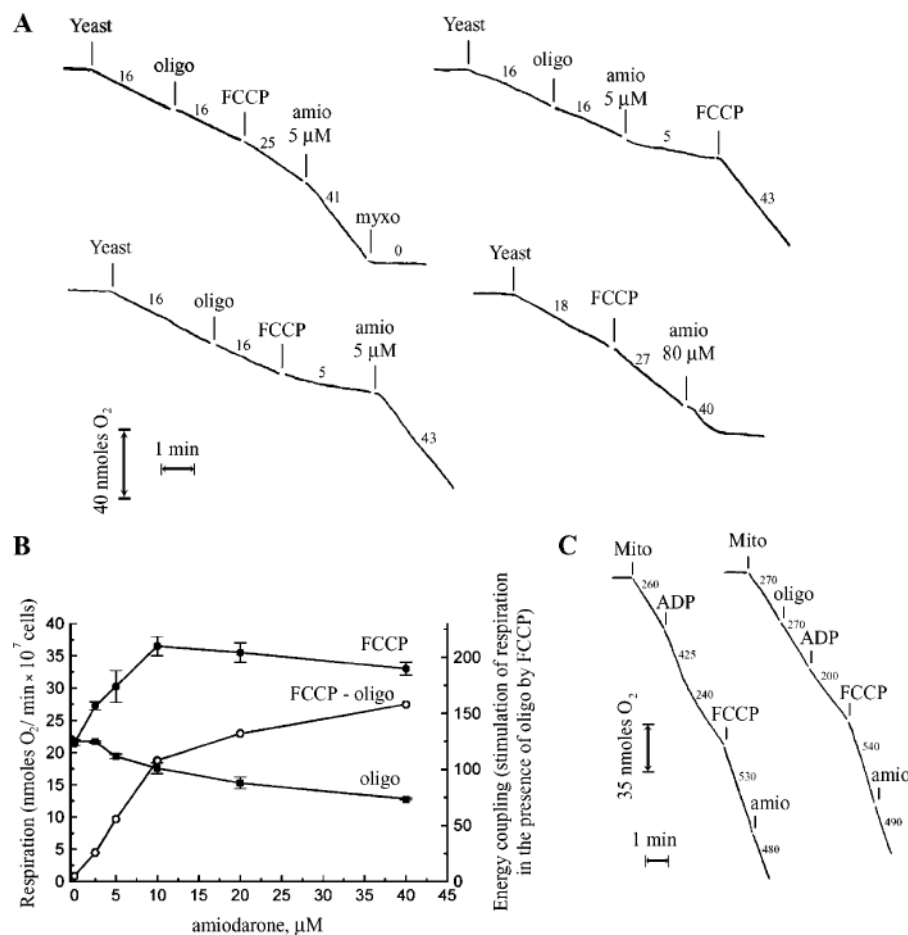 A
Yeast
16
oligo
16
FCCP
25
amio
5 μM
41
myxo
0
Yeast
16
oligo
16
amio
5 μM
5
FCCP
43
Yeast
16
oligo
16
FCCP
5
amio
5 μM
43
40 nmoles O₂
1 min
Yeast
18
FCCP
27
amio
80 μM
40
B
Respiration (nmoles O₂/ min × 10⁷ cells)
40
35
30
25
20
15
10
5
0
FCCP
FCCP - oligo
oligo
200
150
100
50
0
Energy coupling (stimulation of respiration
in the presence of oligo by FCCP)
0 5 10 15 20 25 30 35 40 45
amiodarone, μM
C
Mito
260
ADP
425
240
FCCP
530
amio
480
Mito
270
oligo
270
ADP
200
FCCP
540
amio
490
35 nmoles O₂
1 min